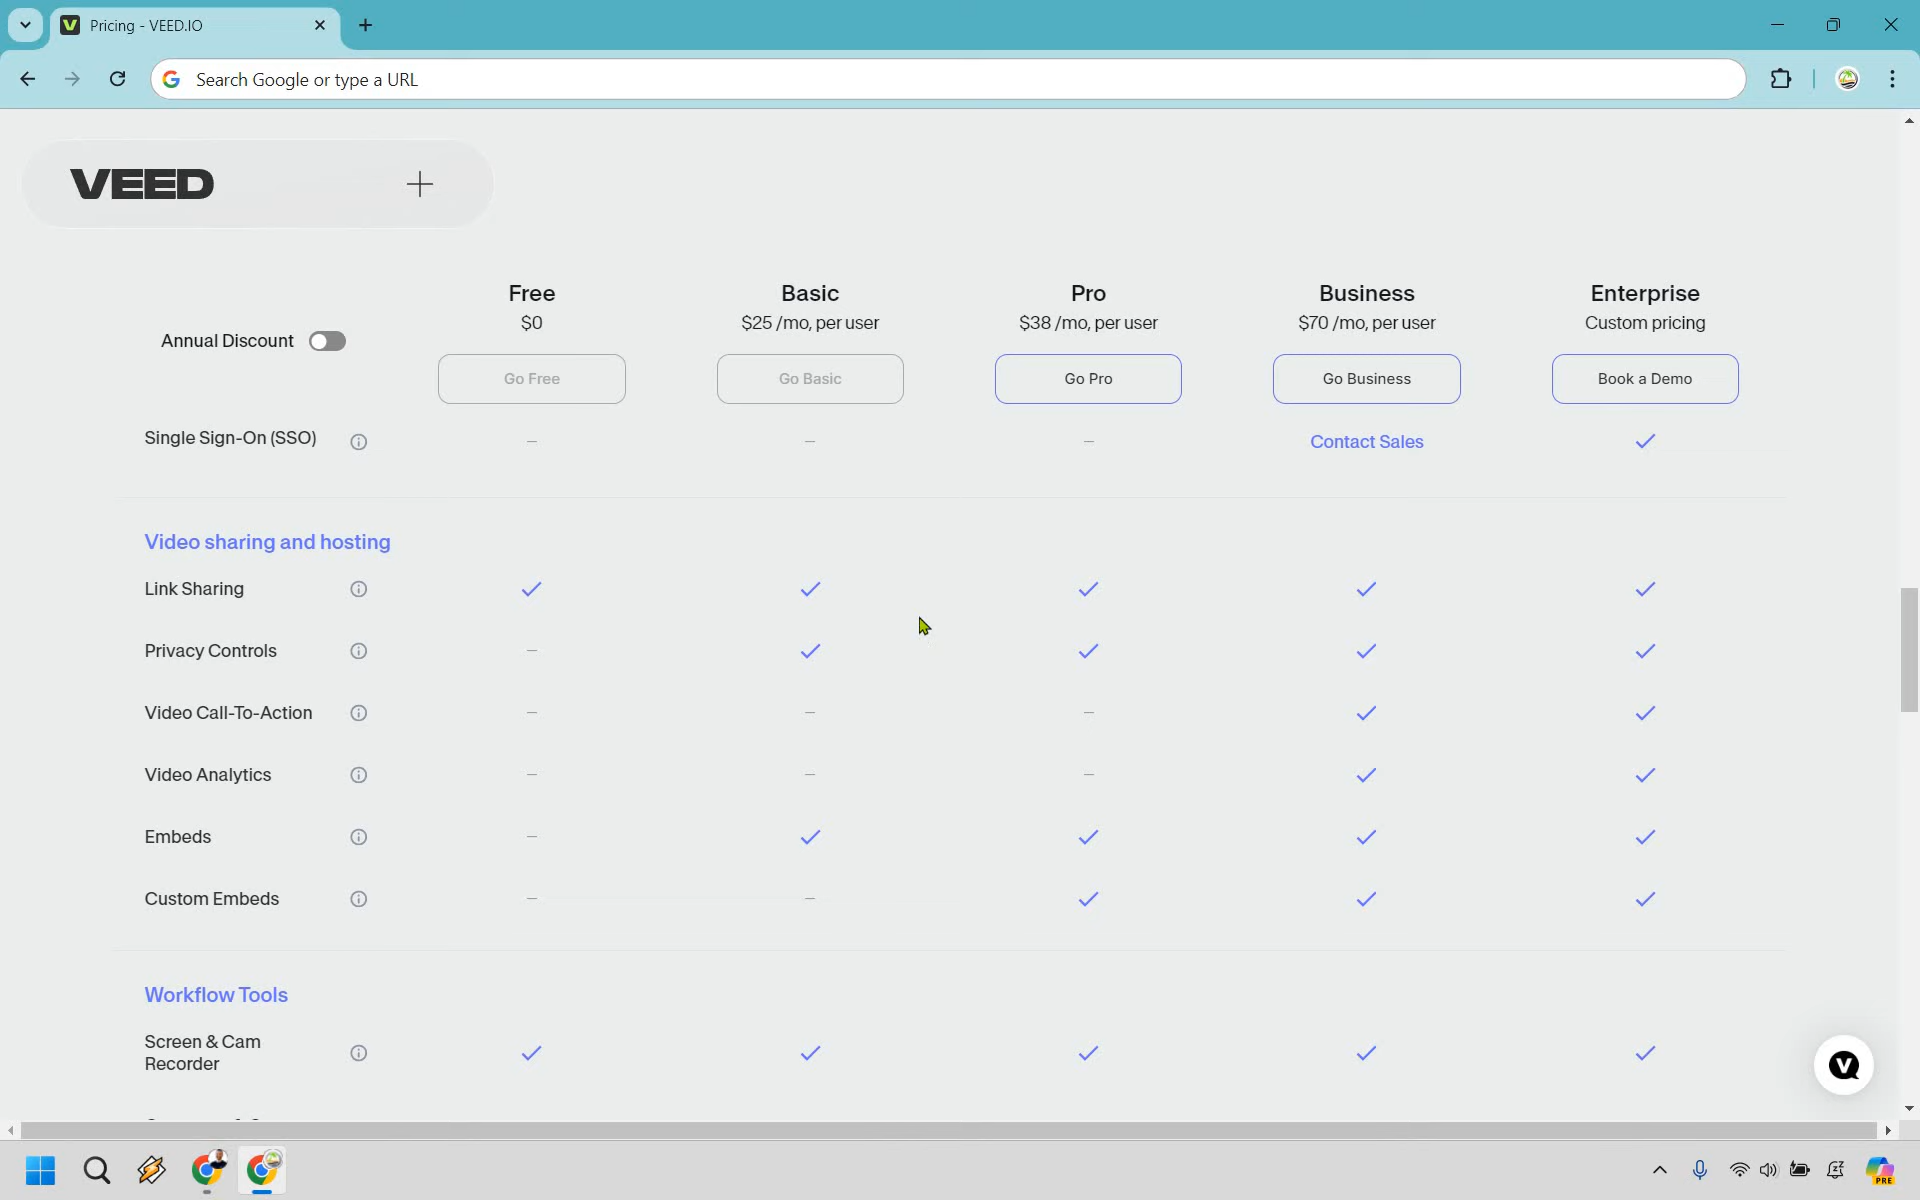 Pricing - VEED.IO
Search Google or type a URL
VEED
Free Basic Pro Business Enterprise
$0 $25 /mo, per user $38 /mo, per user $70 /mo, per user Custom pricing
Annual Discount
Go Free Go Basic Go Pro Go Business Book a Demo
Single Sign-On (SSO) – – – Contact Sales
Video sharing and hosting
Link Sharing
Privacy Controls –
Video Call-To-Action – – –
Video Analytics – – –
Embeds –
Custom Embeds – –
Workflow Tools
Screen & Cam
Recorder
PRE